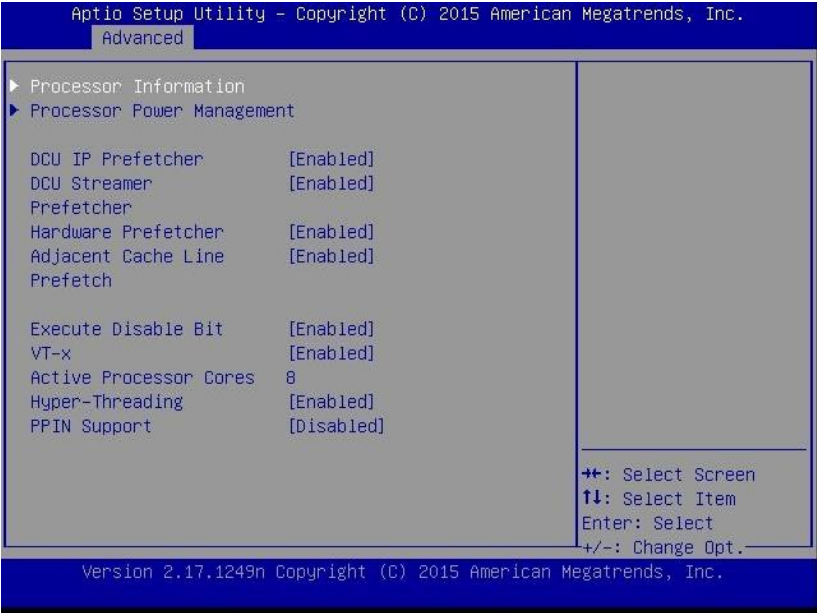 Aptio Setup Utility – Copyright (C) 2015 American Megatrends, Inc.
Advanced
Processor Information
Processor Power Management
DCU IP Prefetcher [Enabled]
DCU Streamer [Enabled]
Prefetcher
Hardware Prefetcher [Enabled]
Adjacent Cache Line [Enabled]
Prefetch
Execute Disable Bit [Enabled]
VT-x [Enabled]
Active Processor Cores 8
Hyper-Threading [Enabled]
PPIN Support [Disabled]
→←: Select Screen
↑↓: Select Item
Enter: Select
+/-: Change Opt.
Version 2.17.1249n Copyright (C) 2015 American Megatrends, Inc.